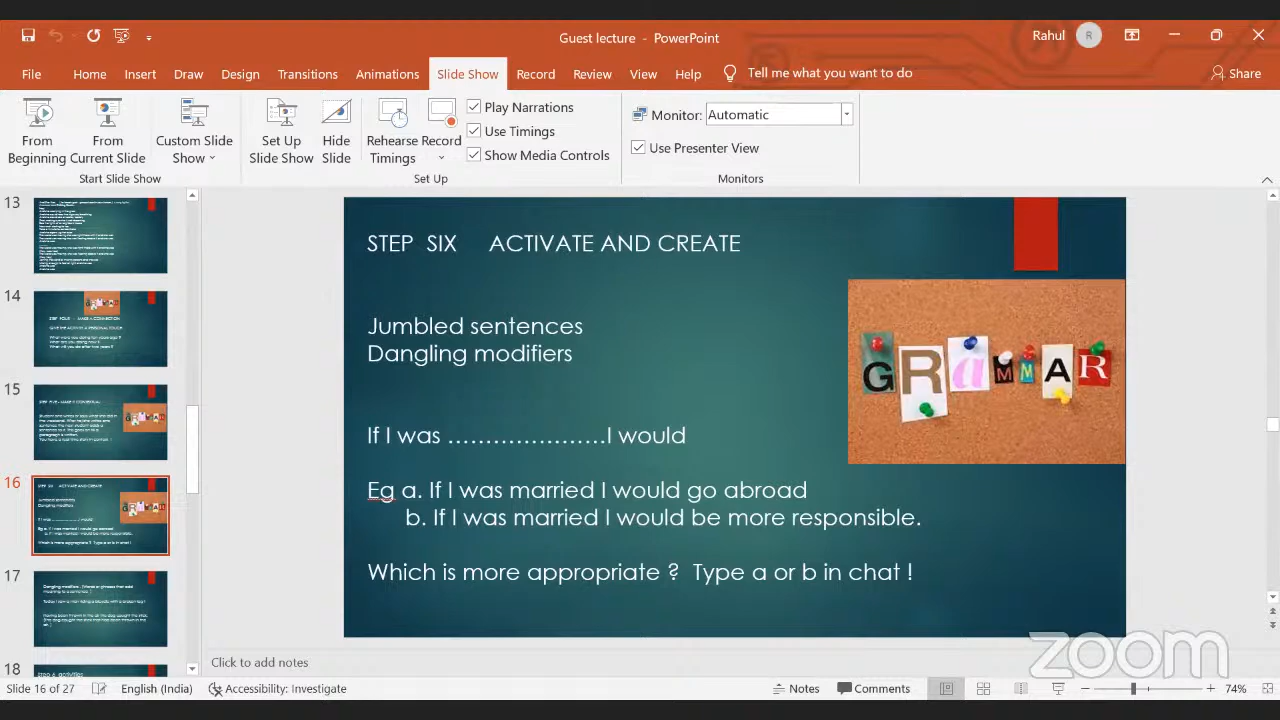 Guest lecture - PowerPoint
Rahul
R
File
Home
Insert
Draw
Design
Transitions
Animations
Slide Show
Record
Review
View
Help
Tell me what you want to do
Share
From Beginning
From Current Slide
Custom Slide Show
Set Up Slide Show
Hide Slide
Rehearse Timings
Record
Play Narrations
Use Timings
Show Media Controls
Monitor:
Automatic
Use Presenter View
Start Slide Show
Set Up
Monitors
13
14
15
16
17
18
STEP SIX ACTIVATE AND CREATE
Jumbled sentences
Dangling modifiers
GRaMMAR
If I was …………………I would
Eg a. If I was married I would go abroad
b. If I was married I would be more responsible.
Which is more appropriate ? Type a or b in chat !
Click to add notes
zoom
Slide 16 of 27
English (India)
Accessibility: Investigate
Notes
Comments
74%